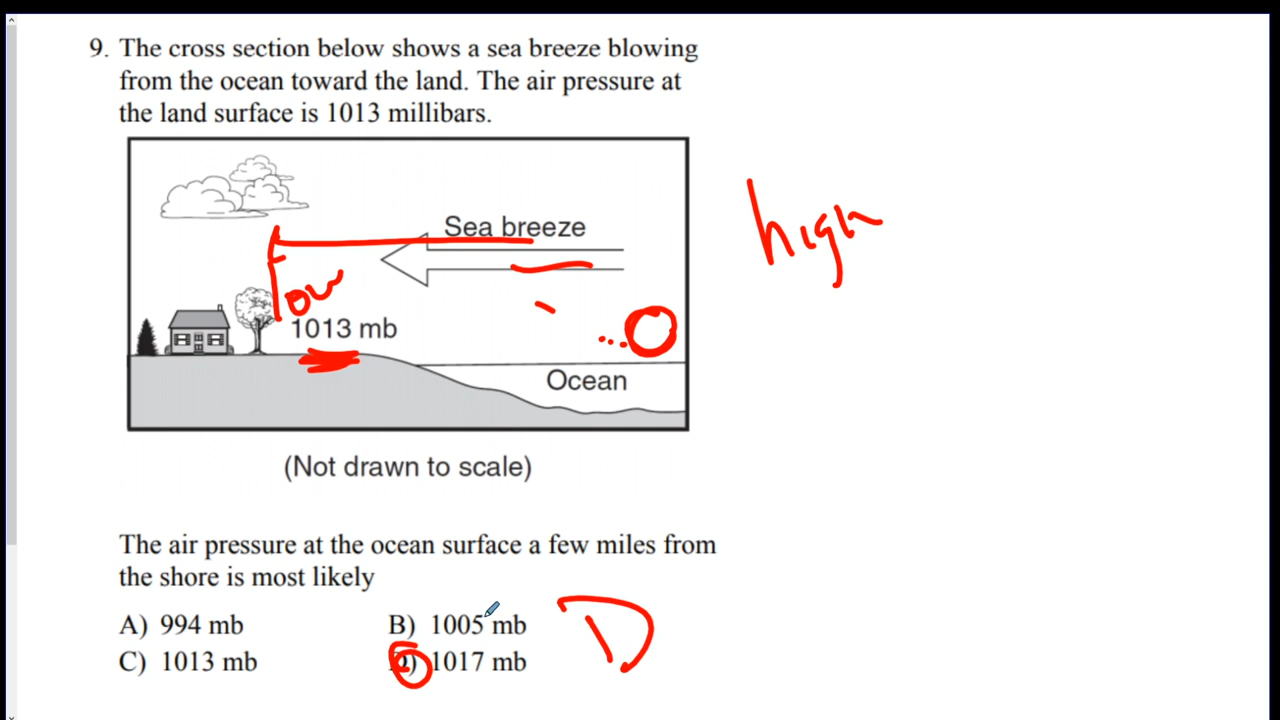 9. The cross section below shows a sea breeze blowing
from the ocean toward the land. The air pressure at
the land surface is 1013 millibars.
Sea breeze
high
low
1013 mb
Ocean
(Not drawn to scale)
The air pressure at the ocean surface a few miles from
the shore is most likely
A) 994 mb B) 1005 mb
C) 1013 mb D) 1017 mb
D